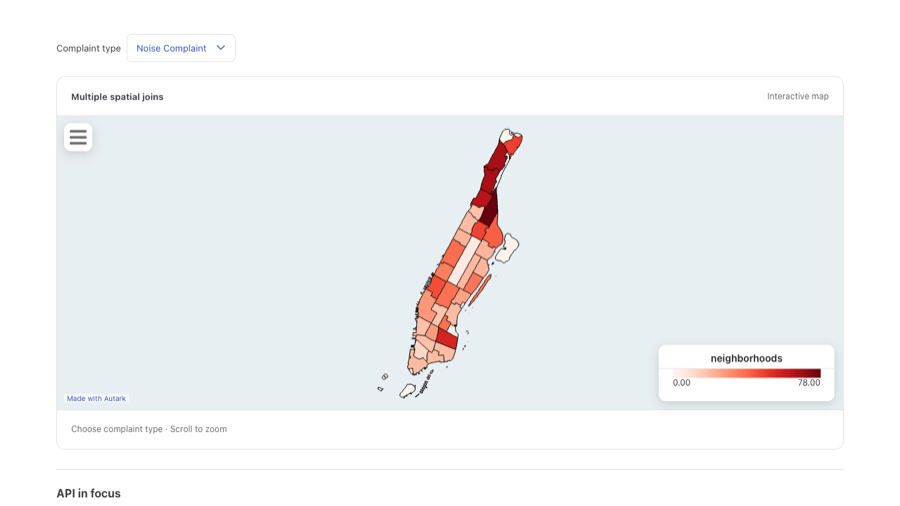 Complaint type Noise Complaint
Multiple spatial joins Interactive map
neighborhoods
0.00 78.00
Made with Autark
Choose complaint type · Scroll to zoom
API in focus